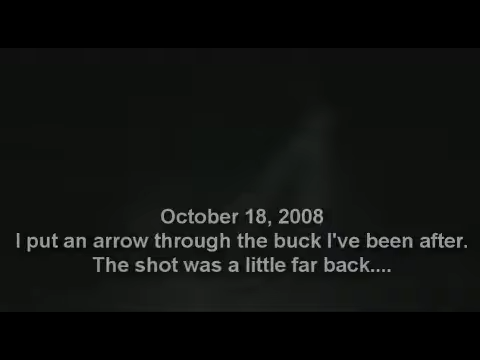 October 18, 2008
I put an arrow through the buck I've been after.
The shot was a little far back....